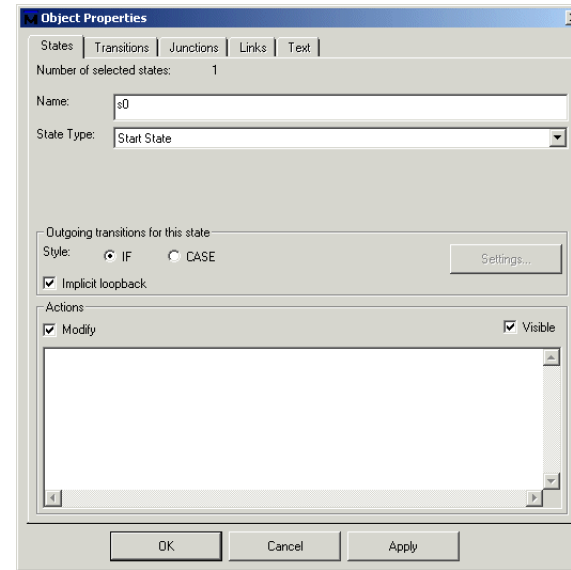 Object Properties
States Transitions Junctions Links Text
Number of selected states: 1
Name: s0
State Type: Start State
Outgoing transitions for this state
Style: IF CASE Settings...
Implicit loopback
Actions
Modify Visible
OK Cancel Apply